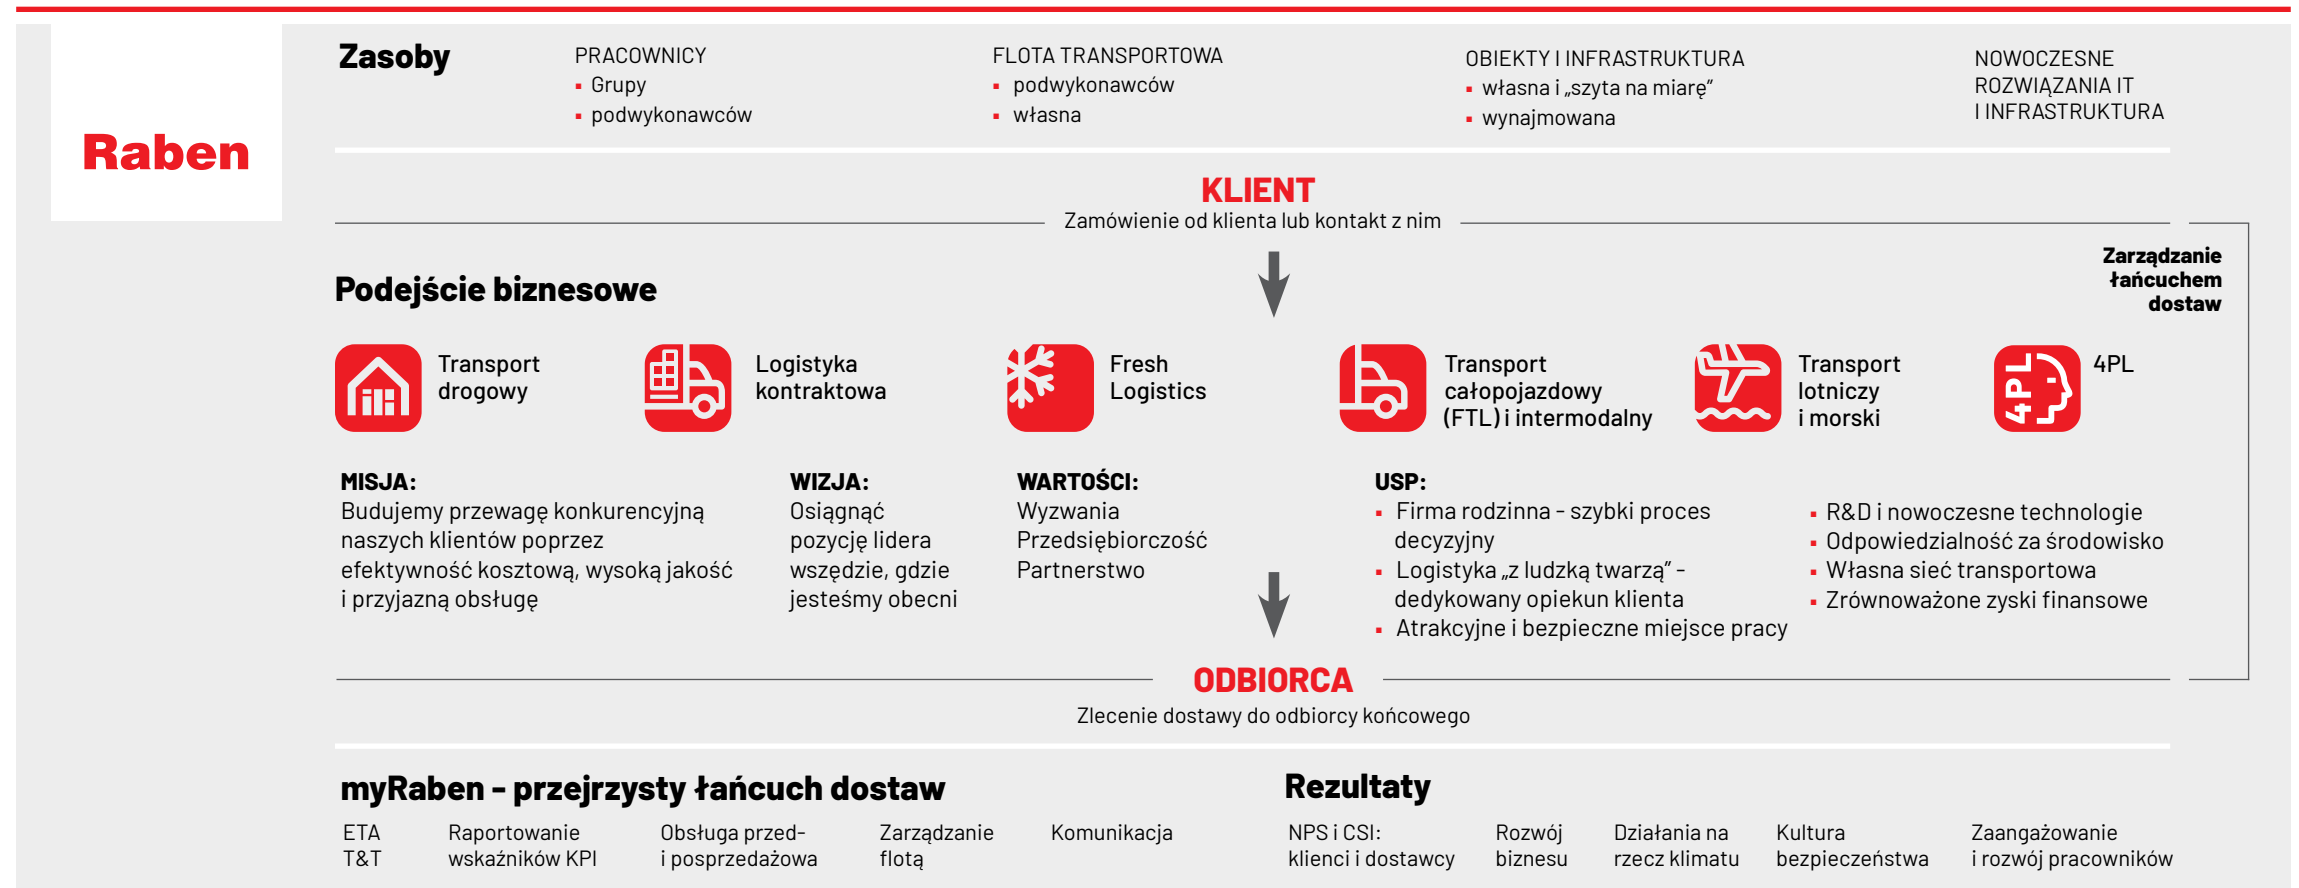 Raben
Zasoby
PRACOWNICY
▪ Grupy
▪ podwykonawców
FLOTA TRANSPORTOWA
▪ podwykonawców
▪ własna
OBIEKTY I INFRASTRUKTURA
▪ własna i „szyta na miarę”
▪ wynajmowana
NOWOCZESNE
ROZWIĄZANIA IT
I INFRASTRUKTURA
KLIENT
Zamówienie od klienta lub kontakt z nim
Zarządzanie
łańcuchem
dostaw
Podejście biznesowe
Transport
drogowy
Logistyka
kontraktowa
Fresh
Logistics
Transport
całopojazdowy
(FTL) i intermodalny
Transport
lotniczy
i morski
4PL
4PL
MISJA:
Budujemy przewagę konkurencyjną
naszych klientów poprzez
efektywność kosztową, wysoką jakość
i przyjazną obsługę
WIZJA:
Osiągnąć
pozycję lidera
wszędzie, gdzie
jesteśmy obecni
WARTOŚCI:
Wyzwania
Przedsiębiorczość
Partnerstwo
USP:
▪ Firma rodzinna - szybki proces
decyzyjny
▪ Logistyka „z ludzką twarzą” -
dedykowany opiekun klienta
▪ Atrakcyjne i bezpieczne miejsce pracy
▪ R&D i nowoczesne technologie
▪ Odpowiedzialność za środowisko
▪ Własna sieć transportowa
▪ Zrównoważone zyski finansowe
ODBIORCA
Zlecenie dostawy do odbiorcy końcowego
myRaben - przejrzysty łańcuch dostaw
ETA
T&T
Raportowanie
wskaźników KPI
Obsługa przed-
i posprzedażowa
Zarządzanie
flotą
Komunikacja
Rezultaty
NPS i CSI:
klienci i dostawcy
Rozwój
biznesu
Działania na
rzecz klimatu
Kultura
bezpieczeństwa
Zaangażowanie
i rozwój pracowników